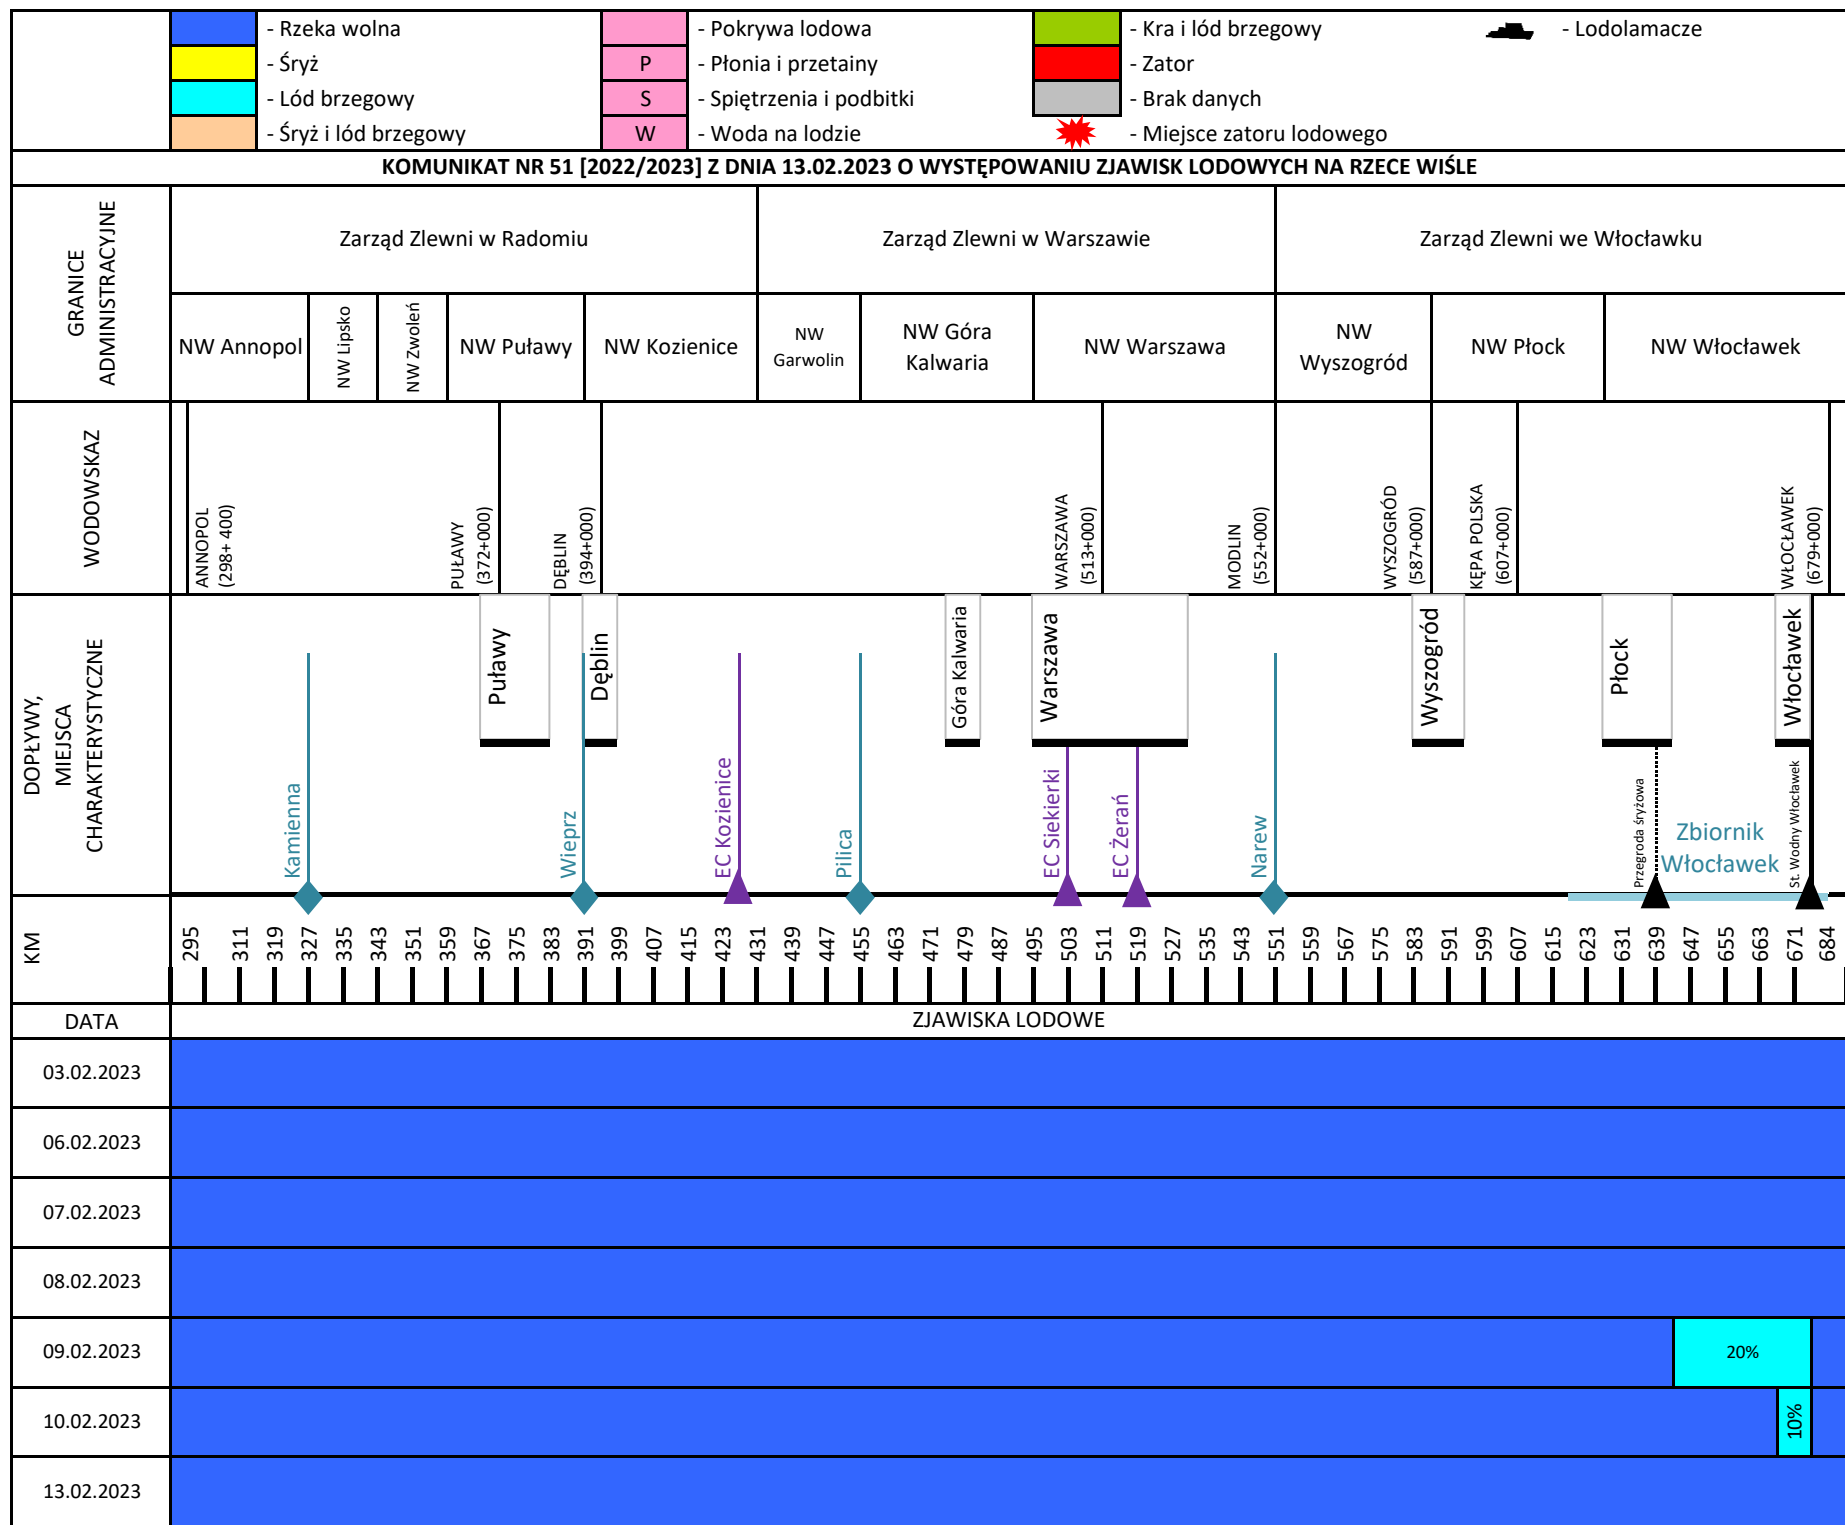 - Rzeka wolna
- Pokrywa lodowa
- Kra i lód brzegowy
- Lodolamacze
- Śryż
P
- Płonia i przetainy
- Zator
- Lód brzegowy
S
- Spiętrzenia i podbitki
- Brak danych
- Śryż i lód brzegowy
W
- Woda na lodzie
- Miejsce zatoru lodowego
KOMUNIKAT NR 51 [2022/2023] Z DNIA 13.02.2023 O WYSTĘPOWANIU ZJAWISK LODOWYCH NA RZECE WIŚLE
GRANICE
ADMINISTRACYJNE
Zarząd Zlewni w Radomiu
Zarząd Zlewni w Warszawie
Zarząd Zlewni we Włocławku
NW Annopol
NW Lipsko
NW Zwoleń
NW Puławy
NW Kozienice
NW
Garwolin
NW Góra
Kalwaria
NW Warszawa
NW
Wyszogród
NW Płock
NW Włocławek
WODOWSKAZ
ANNOPOL
(298+ 400)
PUŁAWY
(372+000)
DĘBLIN
(394+000)
WARSZAWA
(513+000)
MODLIN
(552+000)
WYSZOGRÓD
(587+000)
KĘPA POLSKA
(607+000)
WŁOCŁAWEK
(679+000)
DOPŁYWY,
MIEJSCA
CHARAKTERYSTYCZNE
Puławy
Dęblin
Góra Kalwaria
Warszawa
Wyszogród
Płock
Włocławek
Kamienna
Wieprz
EC Kozienice
Pilica
EC Siekierki
EC Żerań
Narew
Przegroda śryżowa
Zbiornik
Włocławek
St. Wodny Włocławek
KM
295
311
319
327
335
343
351
359
367
375
383
391
399
407
415
423
431
439
447
455
463
471
479
487
495
503
511
519
527
535
543
551
559
567
575
583
591
599
607
615
623
631
639
647
655
663
671
684
DATA
ZJAWISKA LODOWE
03.02.2023
06.02.2023
07.02.2023
08.02.2023
09.02.2023
20%
10.02.2023
10%
13.02.2023